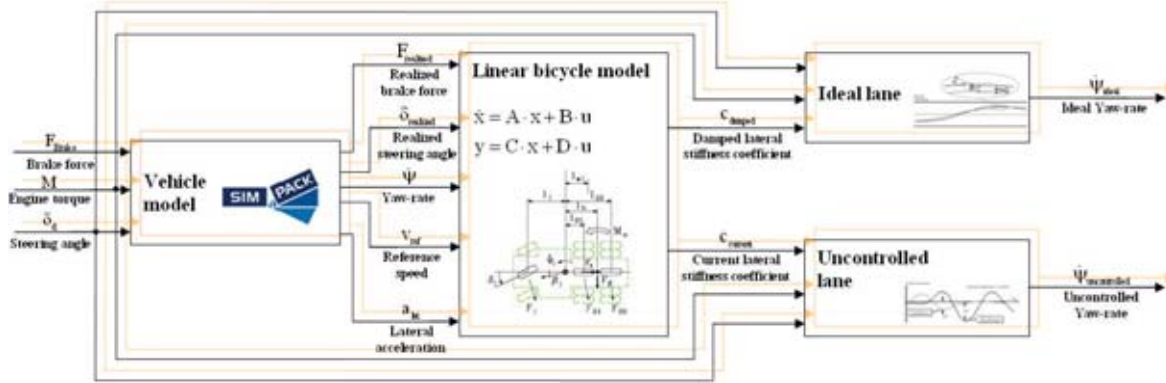 F_Brake
Brake force
M
Engine torque
δ_d
Steering angle
Vehicle
model
SIM
PACK
F_realized
Realized
brake force
δ_realized
Realized
steering angle
Ψ̇
Yaw-rate
v_ref
Reference
speed
a_lat
Lateral
acceleration
Linear bicycle model
ẋ = A · x + B · u
y = C · x + D · u
c_damped
Damped lateral
stiffness coefficient
c_current
Current lateral
stiffness coefficient
Ideal lane
Ψ̇_ideal
Ideal Yaw-rate
Uncontrolled
lane
Ψ̇_uncontrolled
Uncontrolled
Yaw-rate